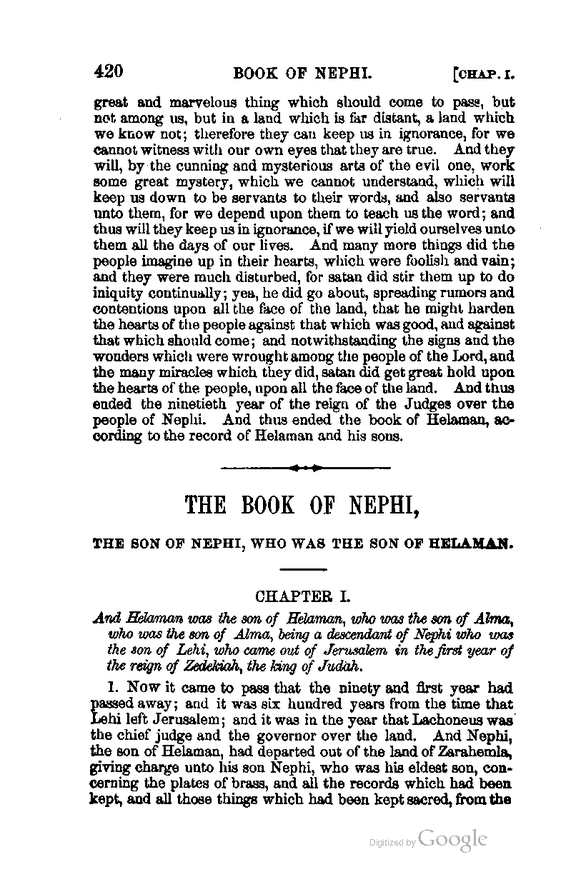 420 BOOK OF NEPHI. [CHAP. I.
great and marvelous thing which should come to pass, but
not among us, but in a land which is far distant, a land which
we know not; therefore they can keep us in ignorance, for we
cannot witness with our own eyes that they are true. And they
will, by the cunning and mysterious arts of the evil one, work
some great mystery, which we cannot understand, which will
keep us down to be servants to their words, and also servants
unto them, for we depend upon them to teach us the word; and
thus will they keep us in ignorance, if we will yield ourselves unto
them all the days of our lives. And many more things did the
people imagine up in their hearts, which were foolish and vain;
and they were much disturbed, for satan did stir them up to do
iniquity continually; yea, he did go about, spreading rumors and
contentions upon all the face of the land, that he might harden
the hearts of the people against that which was good, and against
that which should come; and notwithstanding the signs and the
wonders which were wrought among the people of the Lord, and
the many miracles which they did, satan did get great hold upon
the hearts of the people, upon all the face of the land. And thus
ended the ninetieth year of the reign of the Judges over the
people of Nephi. And thus ended the book of Helaman, ac-
cording to the record of Helaman and his sons.
THE BOOK OF NEPHI,
THE SON OF NEPHI, WHO WAS THE SON OF HELAMAN.
CHAPTER I.
And Helaman was the son of Helaman, who was the son of Alma,
who was the son of Alma, being a descendant of Nephi who was
the son of Lehi, who came out of Jerusalem in the first year of
the reign of Zedekiah, the king of Judah.
1. Now it came to pass that the ninety and first year had
passed away; and it was six hundred years from the time that
Lehi left Jerusalem; and it was in the year that Lachoneus was
the chief judge and the governor over the land. And Nephi,
the son of Helaman, had departed out of the land of Zarahemla,
giving charge unto his son Nephi, who was his eldest son, con-
cerning the plates of brass, and all the records which had been
kept, and all those things which had been kept sacred, from the
Digitized by Google